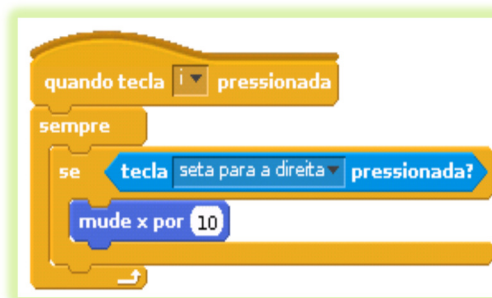 quando tecla i pressionada
sempre
se tecla seta para a direita pressionada?
mude x por 10